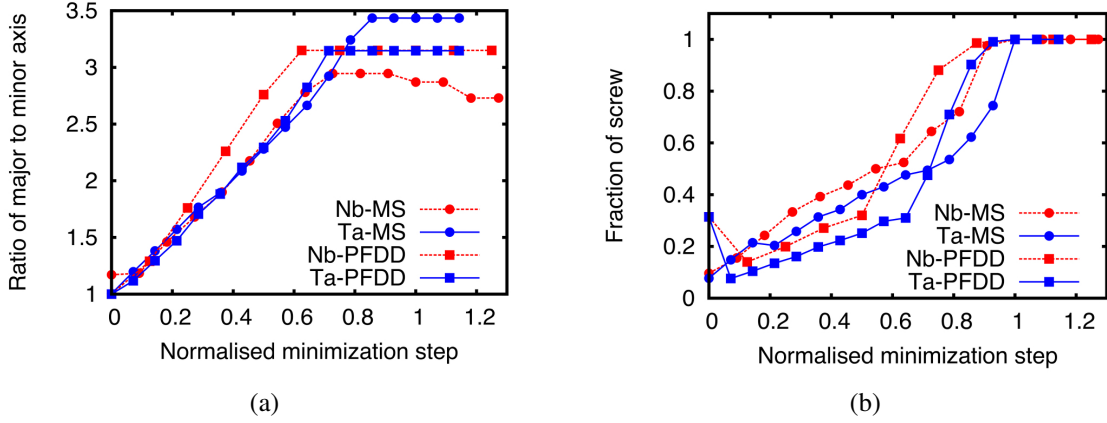 Ratio of major to minor axis
3.5
3
2.5
2
1.5
1
0 0.2 0.4 0.6 0.8 1 1.2
Normalised minimization step
Nb-MS
Ta-MS
Nb-PFDD
Ta-PFDD
(a)
Fraction of screw
1
0.8
0.6
0.4
0.2
0
0 0.2 0.4 0.6 0.8 1 1.2
Normalised minimization step
Nb-MS
Ta-MS
Nb-PFDD
Ta-PFDD
(b)